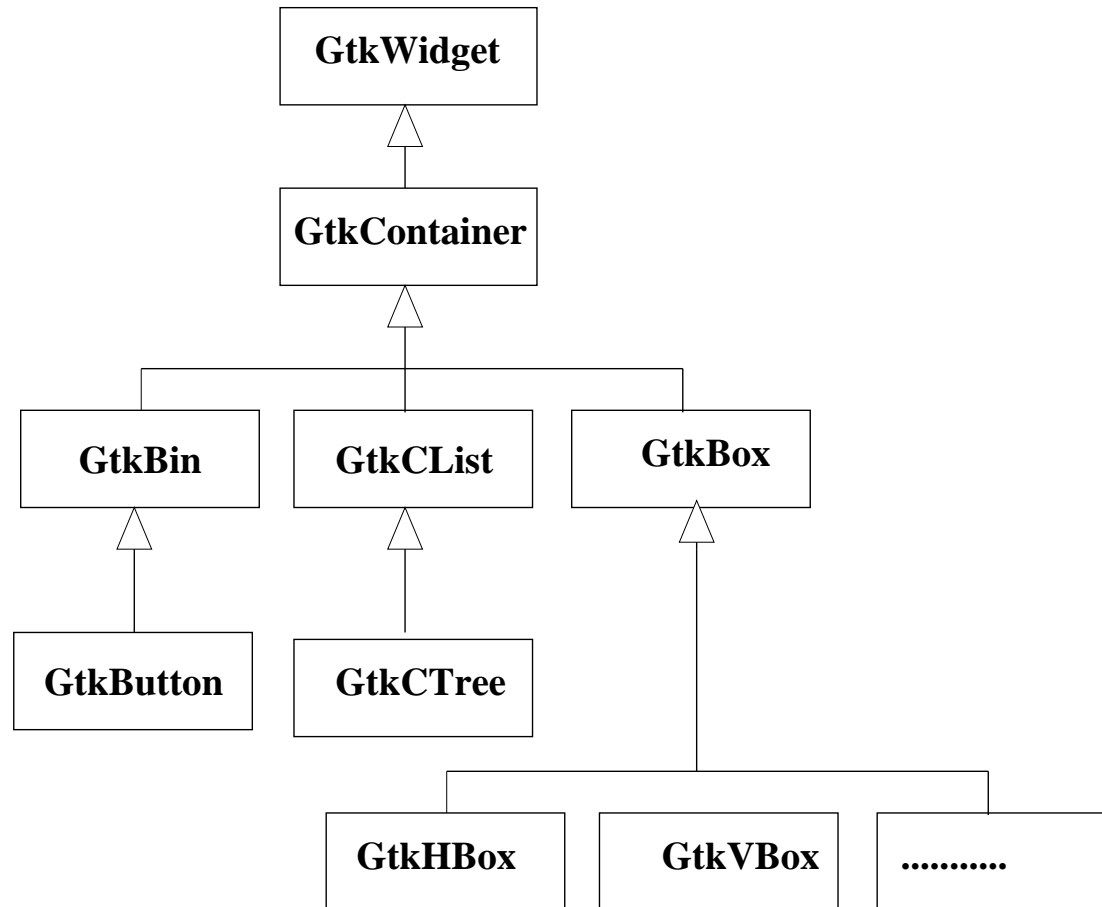 GtkWidget
GtkContainer
GtkBin
GtkCList
GtkBox
GtkButton
GtkCTree
GtkHBox
GtkVBox
...........